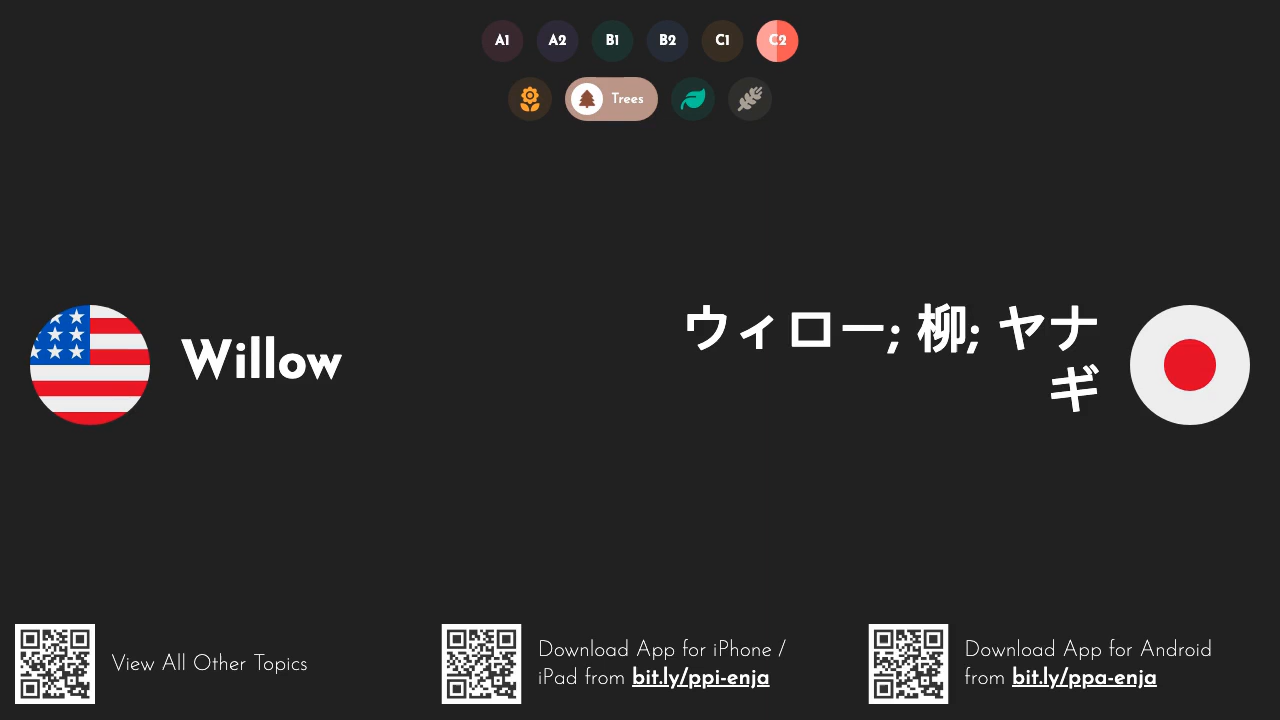 A1 A2 B1 B2 C1 C2
Trees
Willow
ウィロー; 柳; ヤナ
ギ
View All Other Topics
Download App for iPhone /
iPad from bit.ly/ppi-enja
Download App for Android
from bit.ly/ppa-enja